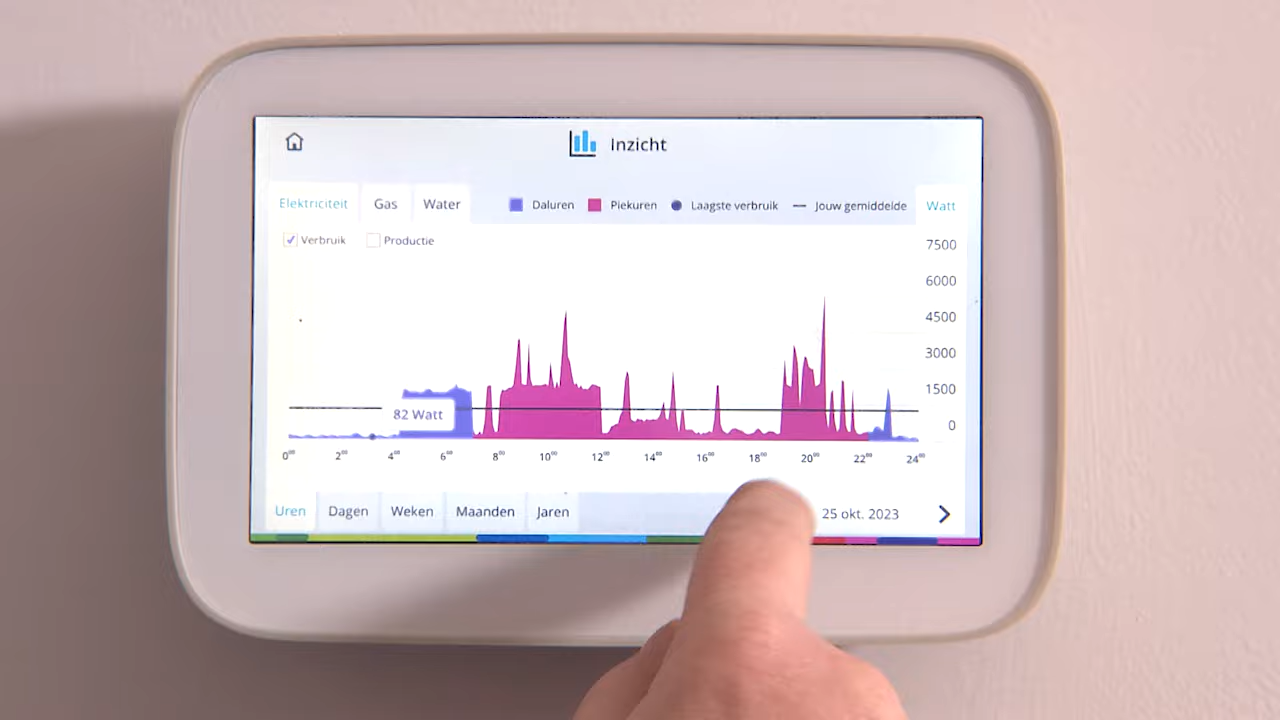 Inzicht
Elektriciteit Gas Water Daluren Piekuren Laagste verbruik Jouw gemiddelde Watt
Verbruik Productie
7500
6000
4500
3000
1500
0
82 Watt
0⁰⁰ 2⁰⁰ 4⁰⁰ 6⁰⁰ 8⁰⁰ 10⁰⁰ 12⁰⁰ 14⁰⁰ 16⁰⁰ 18⁰⁰ 20⁰⁰ 22⁰⁰ 24⁰⁰
Uren Dagen Weken Maanden Jaren 25 okt. 2023